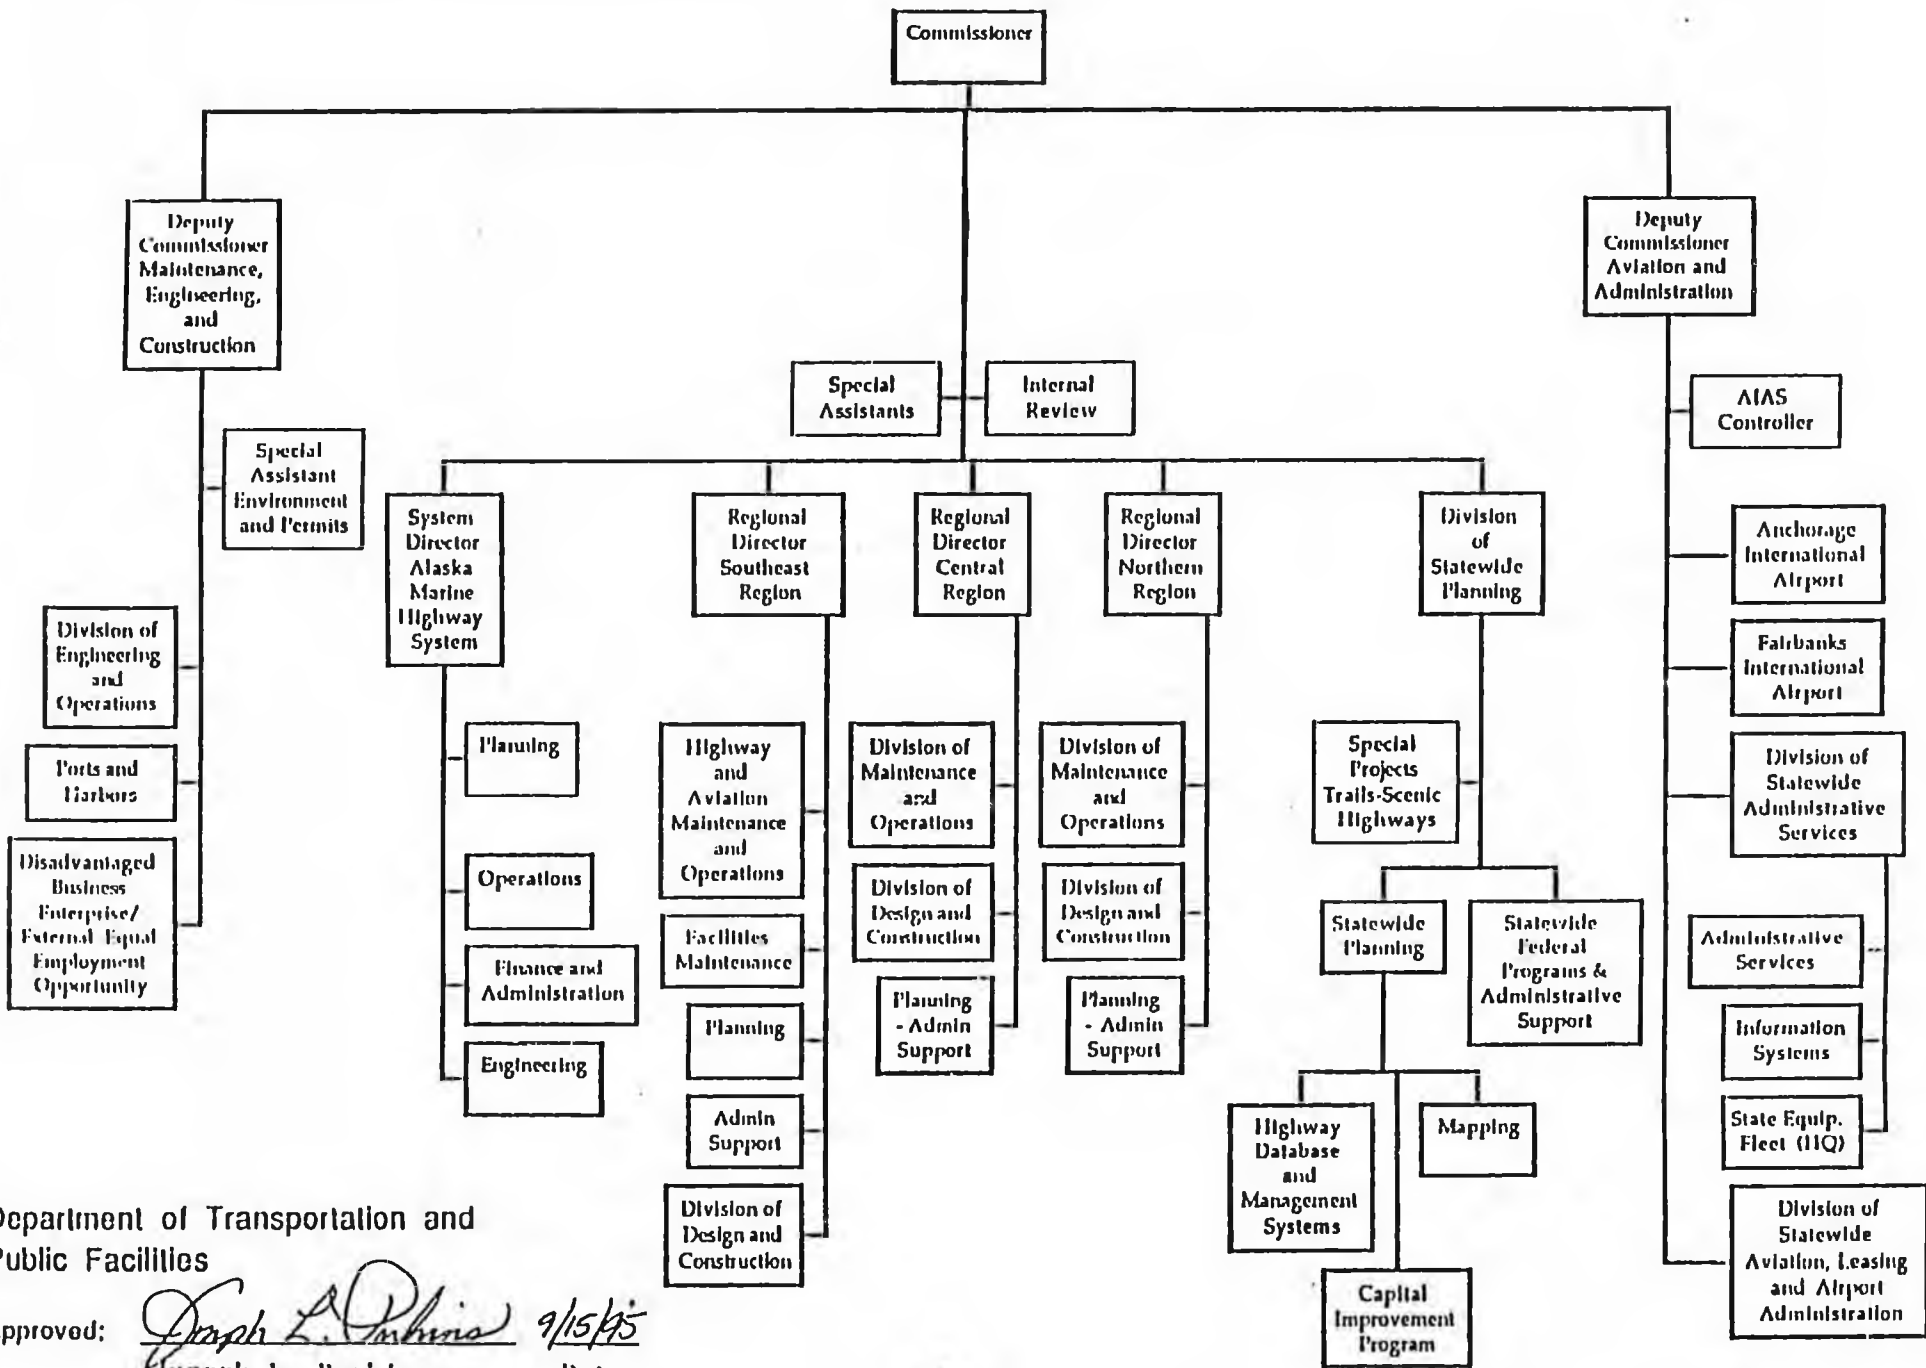 Commissioner
Deputy
Commissioner
Maintenance,
Engineering,
and
Construction
Deputy
Commissioner
Aviation and
Administration
Special
Assistants
Internal
Review
Special
Assistant
Environment
and Permits
Division of
Engineering
and
Operations
Ports and
Harbors
Disadvantaged
Business
Enterprise/
External Equal
Employment
Opportunity
System
Director
Alaska
Marine
Highway
System
Planning
Operations
Finance and
Administration
Engineering
Regional
Director
Southeast
Region
Highway
and
Aviation
Maintenance
and
Operations
Facilities
Maintenance
Planning
Admin
Support
Division of
Design and
Construction
Regional
Director
Central
Region
Division of
Maintenance
and
Operations
Division of
Design and
Construction
Planning
- Admin
Support
Regional
Director
Northern
Region
Division of
Maintenance
and
Operations
Division of
Design and
Construction
Planning
- Admin
Support
Division
of
Statewide
Planning
Special
Projects
Trails-Scenic
Highways
Statewide
Planning
Statewide
Federal
Programs &
Administrative
Support
Highway
Database
and
Management
Systems
Mapping
Capital
Improvement
Program
AIAS
Controller
Anchorage
International
Airport
Fairbanks
International
Airport
Division of
Statewide
Administrative
Services
Administrative
Services
Information
Systems
State Equip.
Fleet (HQ)
Division of
Statewide
Aviation, Leasing
and Airport
Administration
Department of Transportation and
Public Facilities
Approved: Joseph L. Perkins 9/15/95